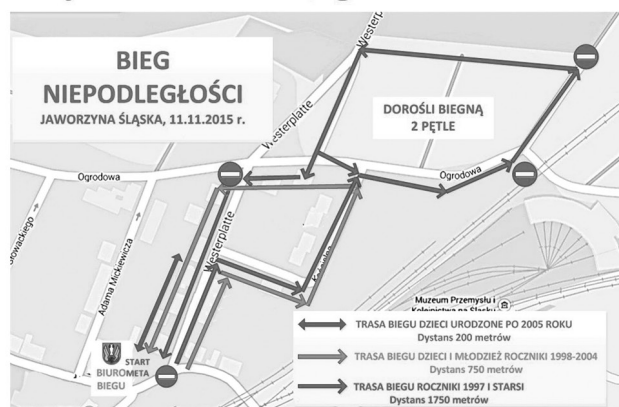 BIEG
NIEPODLEGŁOŚCI
JAWORZYNA ŚLĄSKA, 11.11.2015 r.
Westerplatte
Westerplatte
DOROŚLI BIEGNĄ
2 PĘTLE
Ogrodowa
Ogrodowa
Słowackiego
Adama Mickiewicza
Westerplatte
Muzeum Przemysłu i
Kolejnictwa na Śląsku
START
META
BIURO
BIEGU
TRASA BIEGU DZIECI URODZONE PO 2005 ROKU
Dystans 200 metrów
TRASA BIEGU DZIECI I MŁODZIEŻ ROCZNIKI 1998-2004
Dystans 750 metrów
TRASA BIEGU ROCZNIKI 1997 I STARSI
Dystans 1750 metrów